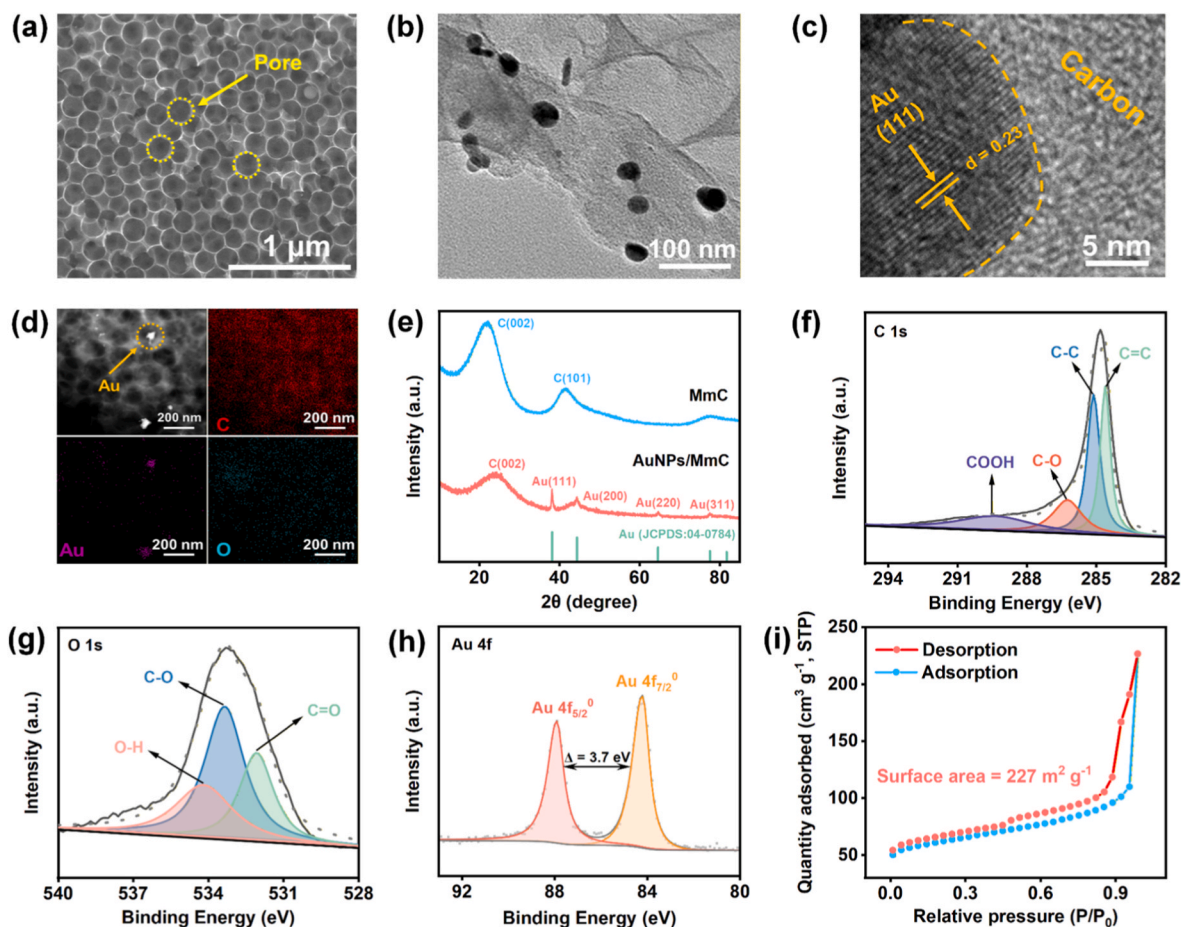 (a)
Pore
1 μm
(b)
100 nm
(c)
Au
(111)
d = 0.23
Carbon
5 nm
(d)
Au
200 nm
C
200 nm
Au
200 nm
O
200 nm
(e)
C(002)
C(101)
MmC
AuNPs/MmC
C(002)
Au(111)
Au(200)
Au(220)
Au(311)
Au (JCPDS:04-0784)
Intensity (a.u.)
20 40 60 80
2θ (degree)
(f)
C 1s
C-C
C=C
COOH
C-O
Intensity (a.u.)
294 291 288 285 282
Binding Energy (eV)
(g)
O 1s
C-O
C=O
O-H
Intensity (a.u.)
540 537 534 531 528
Binding Energy (eV)
(h)
Au 4f
Au 4f7/2⁰
Au 4f5/2⁰
Δ = 3.7 eV
Intensity (a.u.)
92 88 84 80
Binding Energy (eV)
(i)
Desorption
Adsorption
Surface area = 227 m² g⁻¹
Quantity adsorbed (cm³ g⁻¹, STP)
250
200
150
100
50
0.0 0.3 0.6 0.9
Relative pressure (P/P₀)